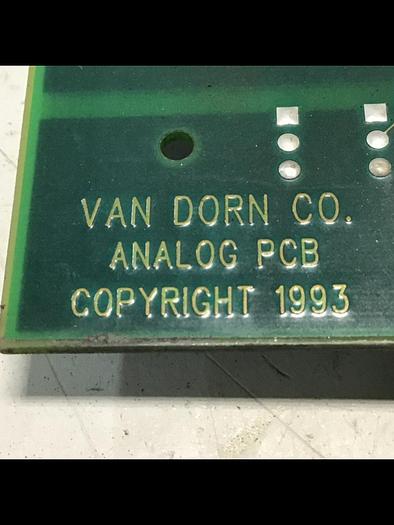 VAN DORN CO.
ANALOG PCB
COPYRIGHT 1993